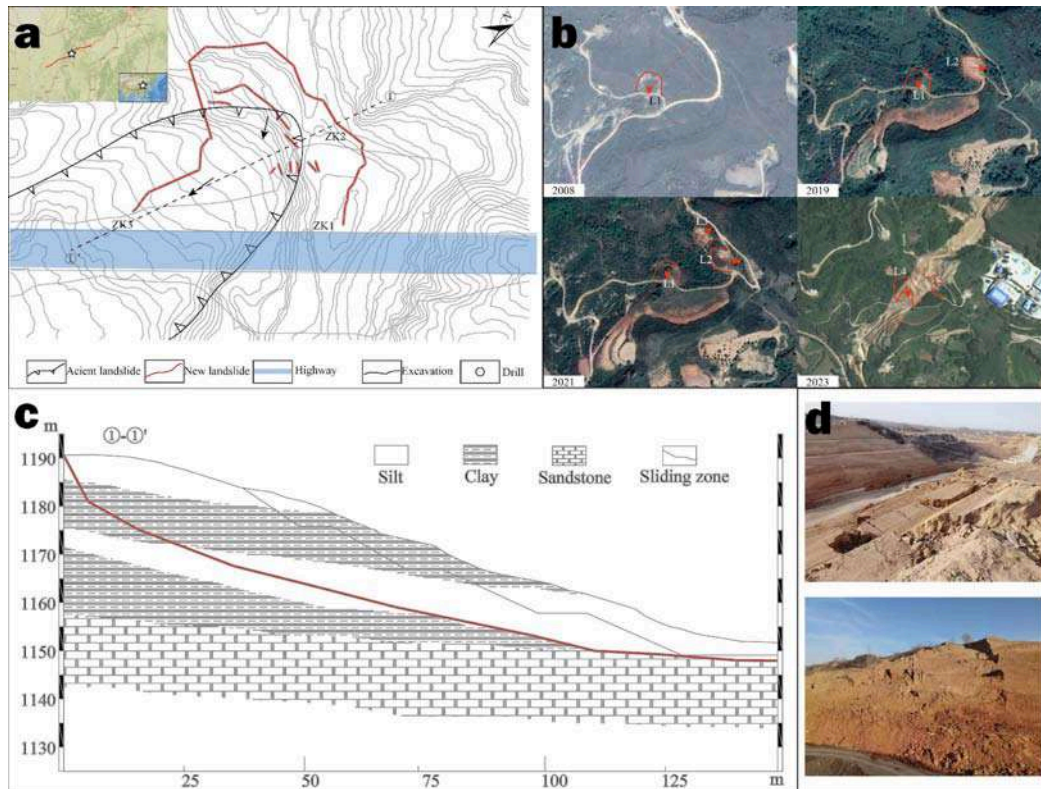 a
N
ZK2
ZK3
ZK1
Acient landslide
New landslide
Highway
Excavation
Drill
b
L1
2008
L2
L1
2019
L2
2021
L4
2023
c
m
①-①'
1190
1180
1170
1160
1150
1140
1130
Silt
Clay
Sandstone
Sliding zone
25
50
75
100
125
m
d